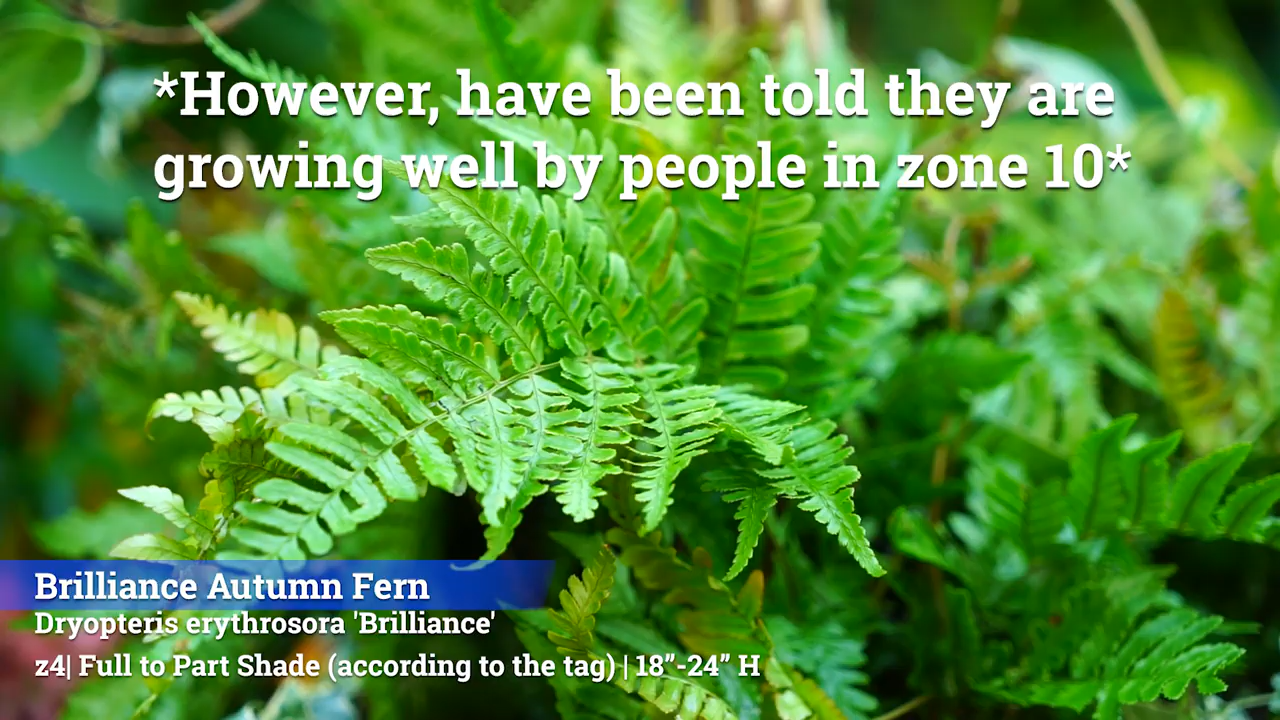 *However, have been told they are
growing well by people in zone 10*
Brilliance Autumn Fern
Dryopteris erythrosora 'Brilliance'
z4| Full to Part Shade (according to the tag) | 18”-24” H